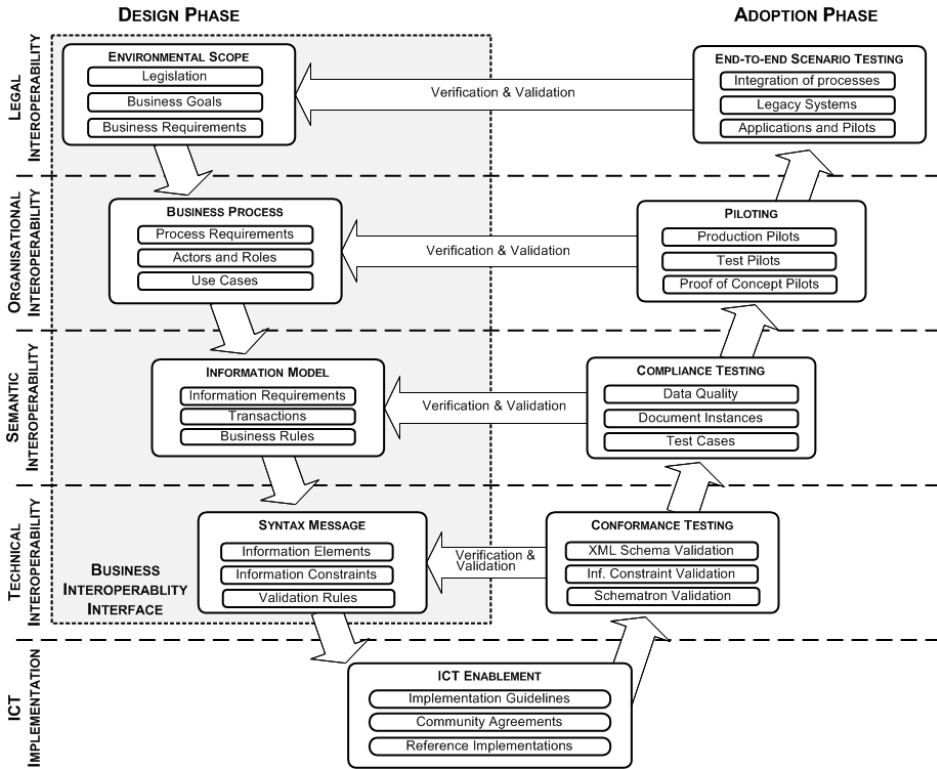 DESIGN PHASE
ADOPTION PHASE
LEGAL
INTEROPERABILITY
ENVIRONMENTAL SCOPE
Legislation
Business Goals
Business Requirements
Verification & Validation
END-TO-END SCENARIO TESTING
Integration of processes
Legacy Systems
Applications and Pilots
ORGANISATIONAL
INTEROPERABILITY
BUSINESS PROCESS
Process Requirements
Actors and Roles
Use Cases
Verification & Validation
PILOTING
Production Pilots
Test Pilots
Proof of Concept Pilots
SEMANTIC
INTEROPERABILITY
INFORMATION MODEL
Information Requirements
Transactions
Business Rules
Verification & Validation
COMPLIANCE TESTING
Data Quality
Document Instances
Test Cases
TECHNICAL
INTEROPERABILITY
BUSINESS
INTEROPERABLITY
INTERFACE
SYNTAX MESSAGE
Information Elements
Information Constraints
Validation Rules
Verification &
Validation
CONFORMANCE TESTING
XML Schema Validation
Inf. Constraint Validation
Schematron Validation
ICT
IMPLEMENTATION
ICT ENABLEMENT
Implementation Guidelines
Community Agreements
Reference Implementations